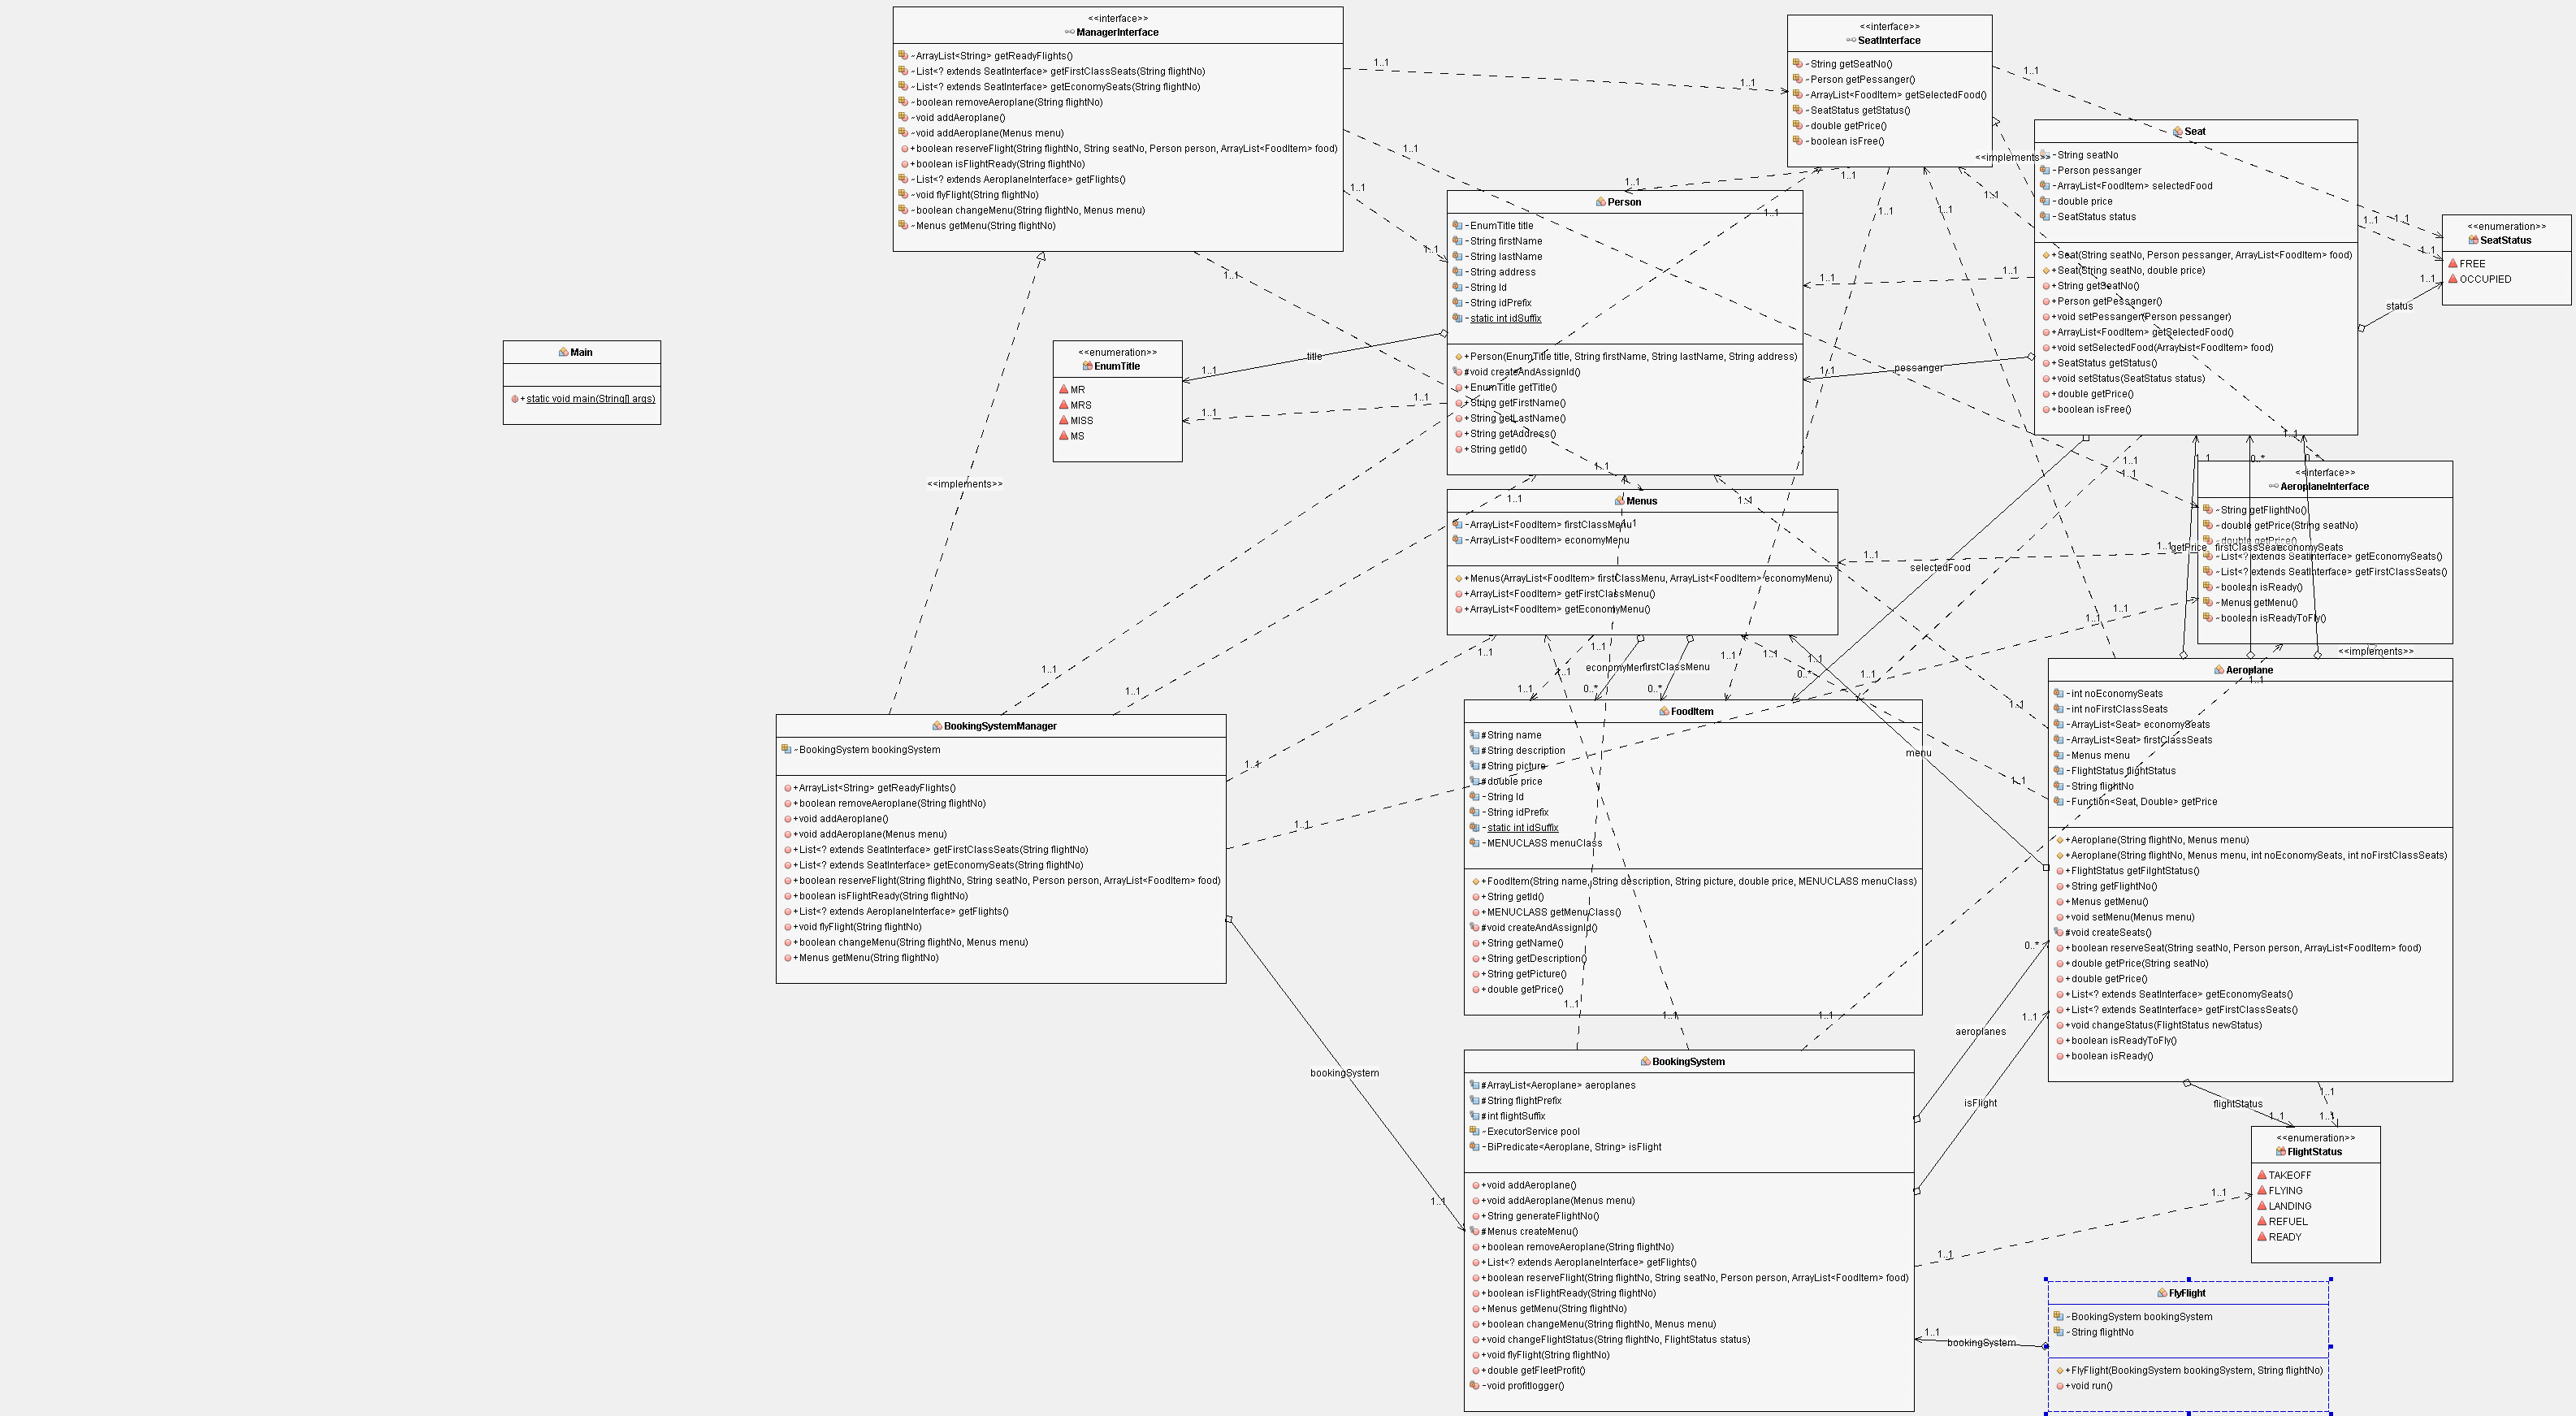 <<interface>>
ManagerInterface
~ArrayList<String> getReadyFlights()
~List<? extends SeatInterface> getFirstClassSeats(String flightNo)
~List<? extends SeatInterface> getEconomySeats(String flightNo)
~boolean removeAeroplane(String flightNo)
~void addAeroplane()
~void addAeroplane(Menus menu)
+boolean reserveFlight(String flightNo, String seatNo, Person person, ArrayList<FoodItem> food)
+boolean isFlightReady(String flightNo)
~List<? extends AeroplaneInterface> getFlights()
~void flyFlight(String flightNo)
~boolean changeMenu(String flightNo, Menus menu)
~Menus getMenu(String flightNo)
<<interface>>
SeatInterface
~String getSeatNo()
~Person getPessanger()
~ArrayList<FoodItem> getSelectedFood()
~SeatStatus getStatus()
~double getPrice()
~boolean isFree()
<<implements>>
Seat
-String seatNo
-Person pessanger
-ArrayList<FoodItem> selectedFood
-double price
-SeatStatus status
+Seat(String seatNo, Person pessanger, ArrayList<FoodItem> food)
+Seat(String seatNo, double price)
+String getSeatNo()
+Person getPessanger()
+void setPessanger(Person pessanger)
+ArrayList<FoodItem> getSelectedFood()
+void setSelectedFood(ArrayList<FoodItem> food)
+SeatStatus getStatus()
+void setStatus(SeatStatus status)
+double getPrice()
+boolean isFree()
<<enumeration>>
SeatStatus
FREE
OCCUPIED
status
Person
-EnumTitle title
-String firstName
-String lastName
-String address
-String Id
-String idPrefix
-static int idSuffix
+Person(EnumTitle title, String firstName, String lastName, String address)
#void createAndAssignId()
+EnumTitle getTitle()
+String getFirstName()
+String getLastName()
+String getAddress()
+String getId()
title
pessanger
Main
+static void main(String[] args)
<<enumeration>>
EnumTitle
MR
MRS
MISS
MS
<<implements>>
Menus
-ArrayList<FoodItem> firstClassMenu
-ArrayList<FoodItem> economyMenu
+Menus(ArrayList<FoodItem> firstClassMenu, ArrayList<FoodItem> economyMenu)
+ArrayList<FoodItem> getFirstClassMenu()
+ArrayList<FoodItem> getEconomyMenu()
selectedFood
<<interface>>
AeroplaneInterface
~String getFlightNo()
~double getPrice(String seatNo)
~double getPrice()
getPrice
firstClassSeats
economySeats
~List<? extends SeatInterface> getEconomySeats()
~List<? extends SeatInterface> getFirstClassSeats()
~boolean isReady()
~Menus getMenu()
~boolean isReadyToFly()
<<implements>>
economyMenu
firstClassMenu
BookingSystemManager
~BookingSystem bookingSystem
+ArrayList<String> getReadyFlights()
+boolean removeAeroplane(String flightNo)
+void addAeroplane()
+void addAeroplane(Menus menu)
+List<? extends SeatInterface> getFirstClassSeats(String flightNo)
+List<? extends SeatInterface> getEconomySeats(String flightNo)
+boolean reserveFlight(String flightNo, String seatNo, Person person, ArrayList<FoodItem> food)
+boolean isFlightReady(String flightNo)
+List<? extends AeroplaneInterface> getFlights()
+void flyFlight(String flightNo)
+boolean changeMenu(String flightNo, Menus menu)
+Menus getMenu(String flightNo)
FoodItem
#String name
#String description
#String picture
#double price
-String Id
-String idPrefix
-static int idSuffix
-MENUCLASS menuClass
+FoodItem(String name, String description, String picture, double price, MENUCLASS menuClass)
+String getId()
+MENUCLASS getMenuClass()
#void createAndAssignId()
+String getName()
+String getDescription()
+String getPicture()
+double getPrice()
menu
Aeroplane
-int noEconomySeats
-int noFirstClassSeats
-ArrayList<Seat> economySeats
-ArrayList<Seat> firstClassSeats
-Menus menu
-FlightStatus flightStatus
-String flightNo
-Function<Seat, Double> getPrice
+Aeroplane(String flightNo, Menus menu)
+Aeroplane(String flightNo, Menus menu, int noEconomySeats, int noFirstClassSeats)
+FlightStatus getFilghtStatus()
+String getFlightNo()
+Menus getMenu()
+void setMenu(Menus menu)
#void createSeats()
+boolean reserveSeat(String seatNo, Person person, ArrayList<FoodItem> food)
+double getPrice(String seatNo)
+double getPrice()
+List<? extends SeatInterface> getEconomySeats()
+List<? extends SeatInterface> getFirstClassSeats()
+void changeStatus(FlightStatus newStatus)
+boolean isReadyToFly()
+boolean isReady()
bookingSystem
aeroplanes
isFlight
flightStatus
BookingSystem
#ArrayList<Aeroplane> aeroplanes
#String flightPrefix
#int flightSuffix
~ExecutorService pool
-BiPredicate<Aeroplane, String> isFlight
+void addAeroplane()
+void addAeroplane(Menus menu)
+String generateFlightNo()
#Menus createMenu()
+boolean removeAeroplane(String flightNo)
+List<? extends AeroplaneInterface> getFlights()
+boolean reserveFlight(String flightNo, String seatNo, Person person, ArrayList<FoodItem> food)
+boolean isFlightReady(String flightNo)
+Menus getMenu(String flightNo)
+boolean changeMenu(String flightNo, Menus menu)
+void changeFlightStatus(String flightNo, FlightStatus status)
+void flyFlight(String flightNo)
+double getFleetProfit()
-void profitlogger()
<<enumeration>>
FlightStatus
TAKEOFF
FLYING
LANDING
REFUEL
READY
FlyFlight
~BookingSystem bookingSystem
~String flightNo
+FlyFlight(BookingSystem bookingSystem, String flightNo)
+void run()
1..1
bookingSystem